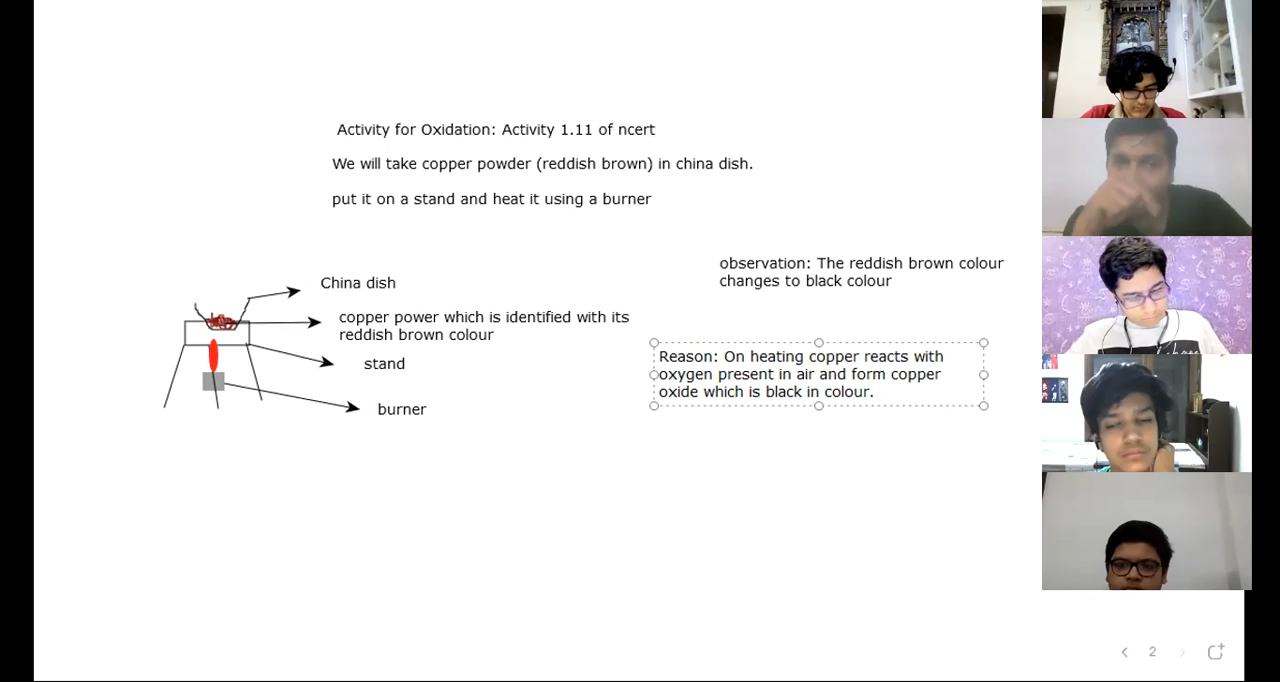 Activity for Oxidation: Activity 1.11 of ncert
We will take copper powder (reddish brown) in china dish.
put it on a stand and heat it using a burner
observation: The reddish brown colour
changes to black colour
China dish
copper power which is identified with its
reddish brown colour
stand
burner
Reason: On heating copper reacts with
oxygen present in air and form copper
oxide which is black in colour.
2